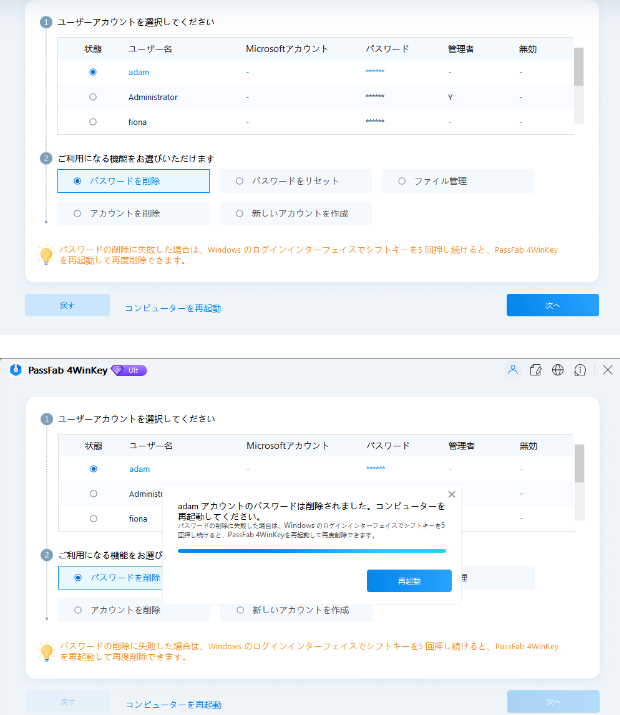 1 ユーザーアカウントを選択してください
状態 ユーザー名 Microsoftアカウント パスワード 管理者 無効
adam - ****** - -
Administrator - ****** Y -
fiona - ****** - -
2 ご利用になる機能をお選びいただけます
パスワードを削除 パスワードをリセット ファイル管理
アカウントを削除 新しいアカウントを作成
パスワードの削除に失敗した場合は、Windows のログインインターフェイスでシフトキーを5 回押し続けると、PassFab 4WinKey
を再起動して再度削除できます。
戻す コンピューターを再起動 次へ
PassFab 4WinKey Ult
1 ユーザーアカウントを選択してください
状態 ユーザー名 Microsoftアカウント パスワード 管理者 無効
adam - ****** - -
Administr -
fiona -
adam アカウントのパスワードは削除されました。コンピューターを
再起動してください。
パスワードの削除に失敗した場合は、Windows のログインインターフェイスでシフトキーを5
回押し続けると、PassFab 4WinKeyを再起動して再度削除できます。
再起動
2 ご利用になる機能をお選び
パスワードを削除 理
アカウントを削除 新しいアカウントを作成
パスワードの削除に失敗した場合は、Windows のログインインターフェイスでシフトキーを5 回押し続けると、PassFab 4WinKey
を再起動して再度削除できます。
戻す コンピューターを再起動 次へ